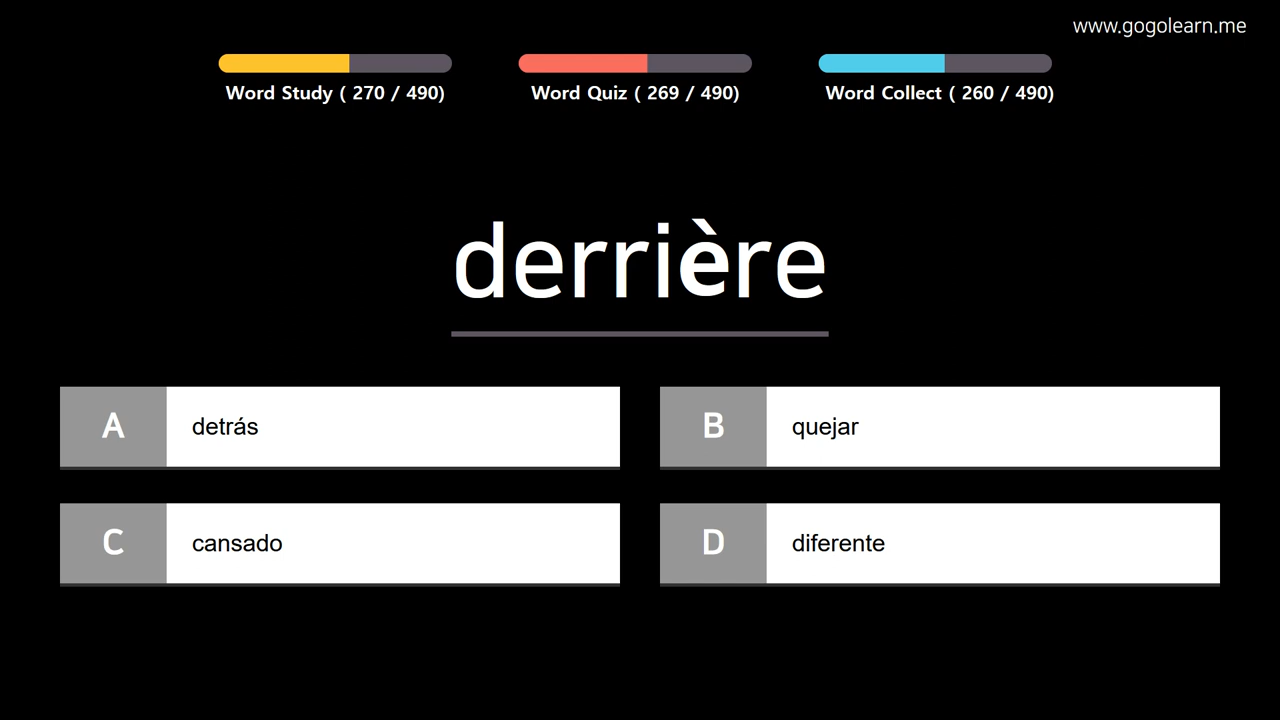 www.gogolearn.me
Word Study ( 270 / 490)
Word Quiz ( 269 / 490)
Word Collect ( 260 / 490)
derrière
A
detrás
B
quejar
C
cansado
D
diferente